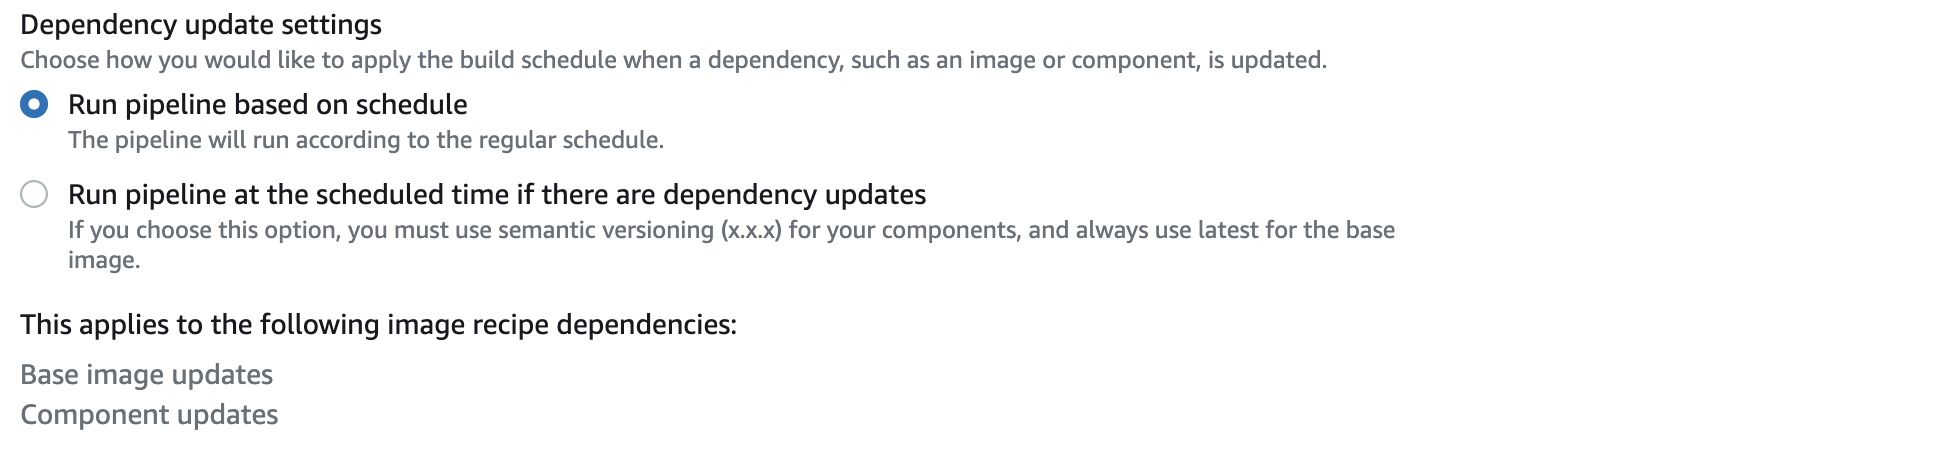 Dependency update settings
Choose how you would like to apply the build schedule when a dependency, such as an image or component, is updated.
Run pipeline based on schedule
The pipeline will run according to the regular schedule.
Run pipeline at the scheduled time if there are dependency updates
If you choose this option, you must use semantic versioning (x.x.x) for your components, and always use latest for the base
image.
This applies to the following image recipe dependencies:
Base image updates
Component updates